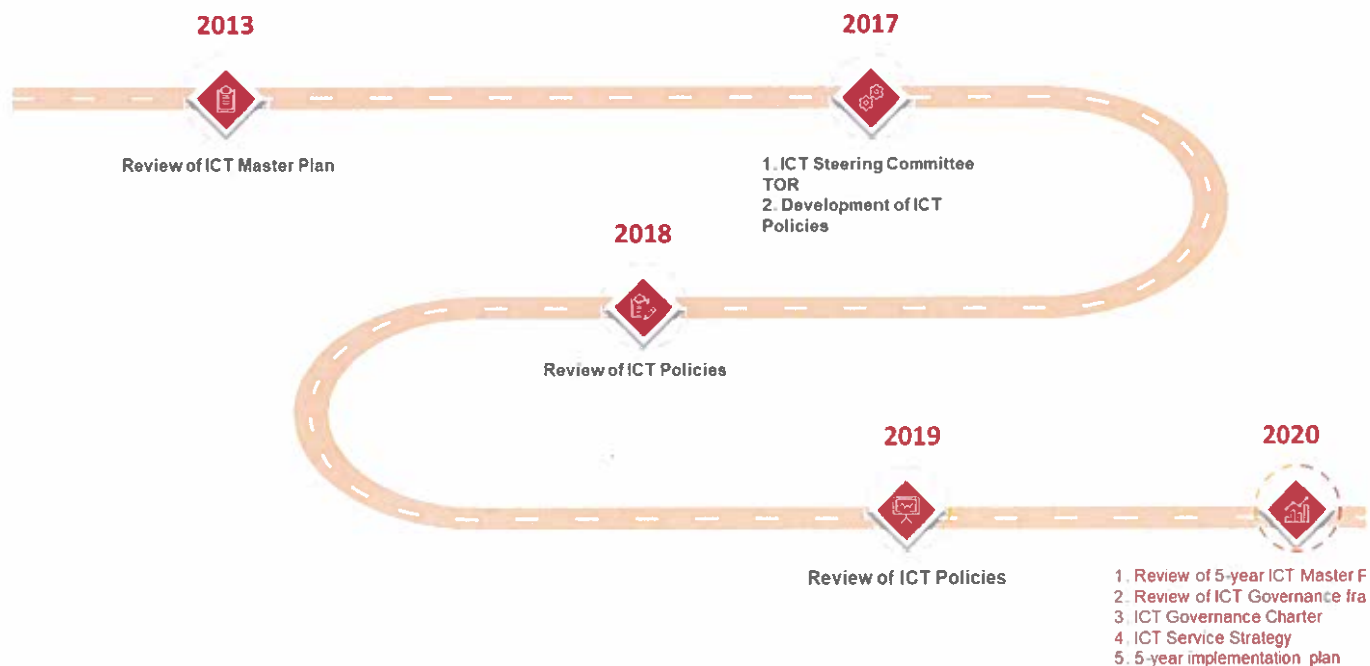 2013
2017
Review of ICT Master Plan
1. ICT Steering Committee
TOR
2. Development of ICT
Policies
2018
Review of ICT Policies
2019
2020
Review of ICT Policies
1. Review of 5-year ICT Master
2. Review of ICT Governance
3. ICT Governance Charter
4. ICT Service Strategy
5. 5-year implementation plan